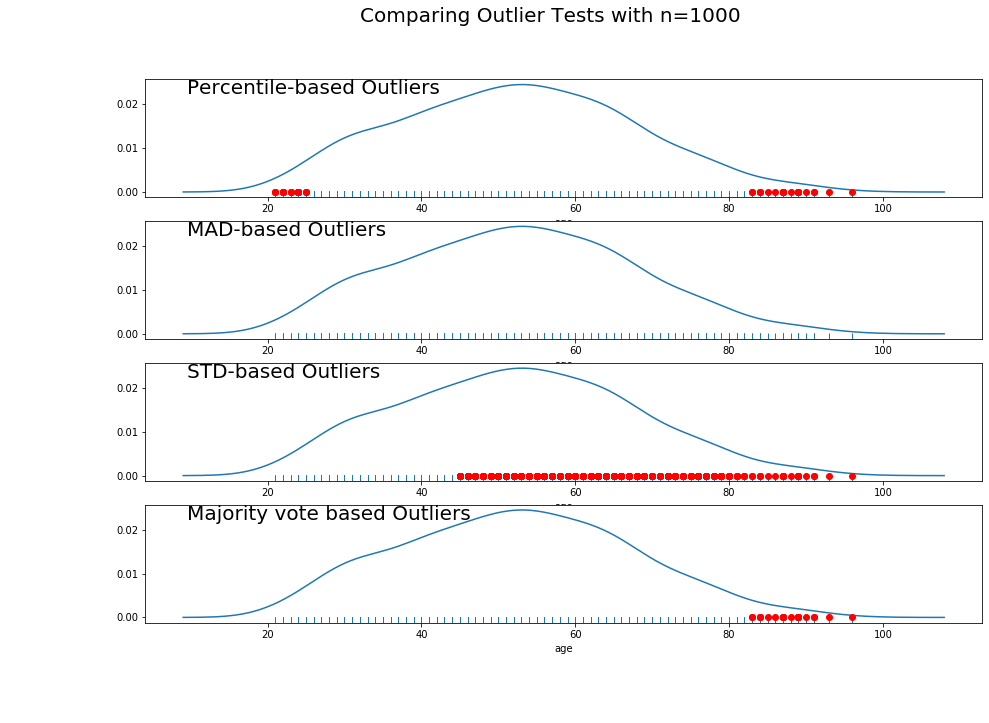 Comparing Outlier Tests with n=1000
Percentile-based Outliers
0.02
0.01
0.00
20 40 60 80 100
age
MAD-based Outliers
0.02
0.01
0.00
20 40 60 80 100
age
STD-based Outliers
0.02
0.01
0.00
20 40 60 80 100
age
Majority vote based Outliers
0.02
0.01
0.00
20 40 60 80 100
age